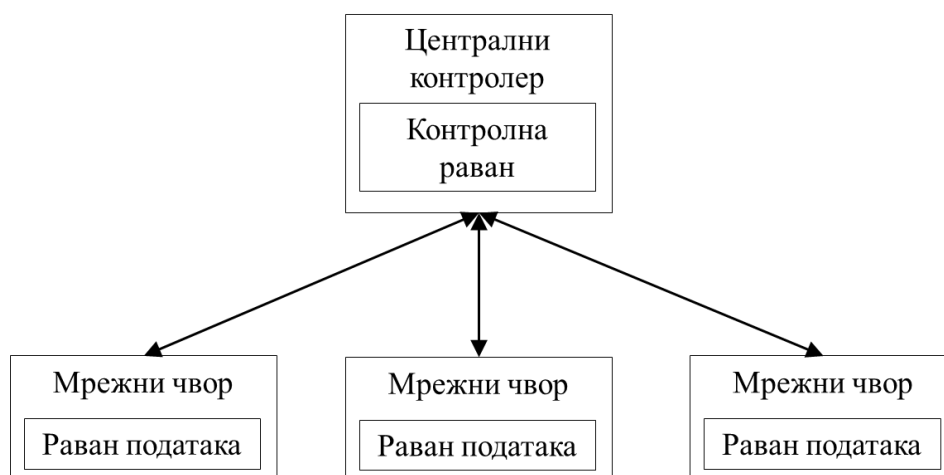 Централни
контролер
Контролна
раван
Мрежни чвор
Раван података
Мрежни чвор
Раван података
Мрежни чвор
Раван података